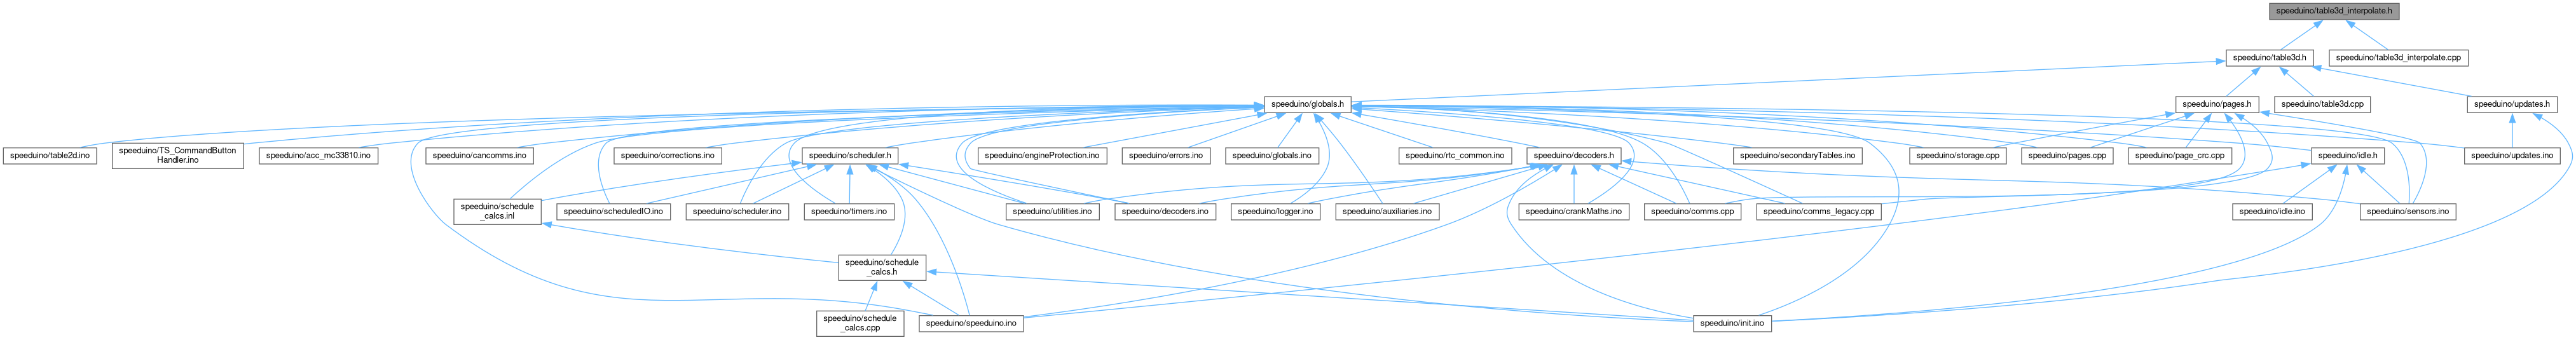 speeduino/table3d_interpolate.h
speeduino/table3d.h
speeduino/table3d_interpolate.cpp
speeduino/globals.h
speeduino/pages.h
speeduino/table3d.cpp
speeduino/updates.h
speeduino/table2d.ino
speeduino/TS_CommandButton
Handler.ino
speeduino/acc_mc33810.ino
speeduino/cancomms.ino
speeduino/corrections.ino
speeduino/scheduler.h
speeduino/engineProtection.ino
speeduino/errors.ino
speeduino/globals.ino
speeduino/rtc_common.ino
speeduino/decoders.h
speeduino/secondaryTables.ino
speeduino/storage.cpp
speeduino/pages.cpp
speeduino/page_crc.cpp
speeduino/idle.h
speeduino/updates.ino
speeduino/schedule
_calcs.inl
speeduino/scheduledIO.ino
speeduino/scheduler.ino
speeduino/timers.ino
speeduino/utilities.ino
speeduino/decoders.ino
speeduino/logger.ino
speeduino/auxiliaries.ino
speeduino/crankMaths.ino
speeduino/comms.cpp
speeduino/comms_legacy.cpp
speeduino/idle.ino
speeduino/sensors.ino
speeduino/schedule
_calcs.h
speeduino/schedule
_calcs.cpp
speeduino/speeduino.ino
speeduino/init.ino